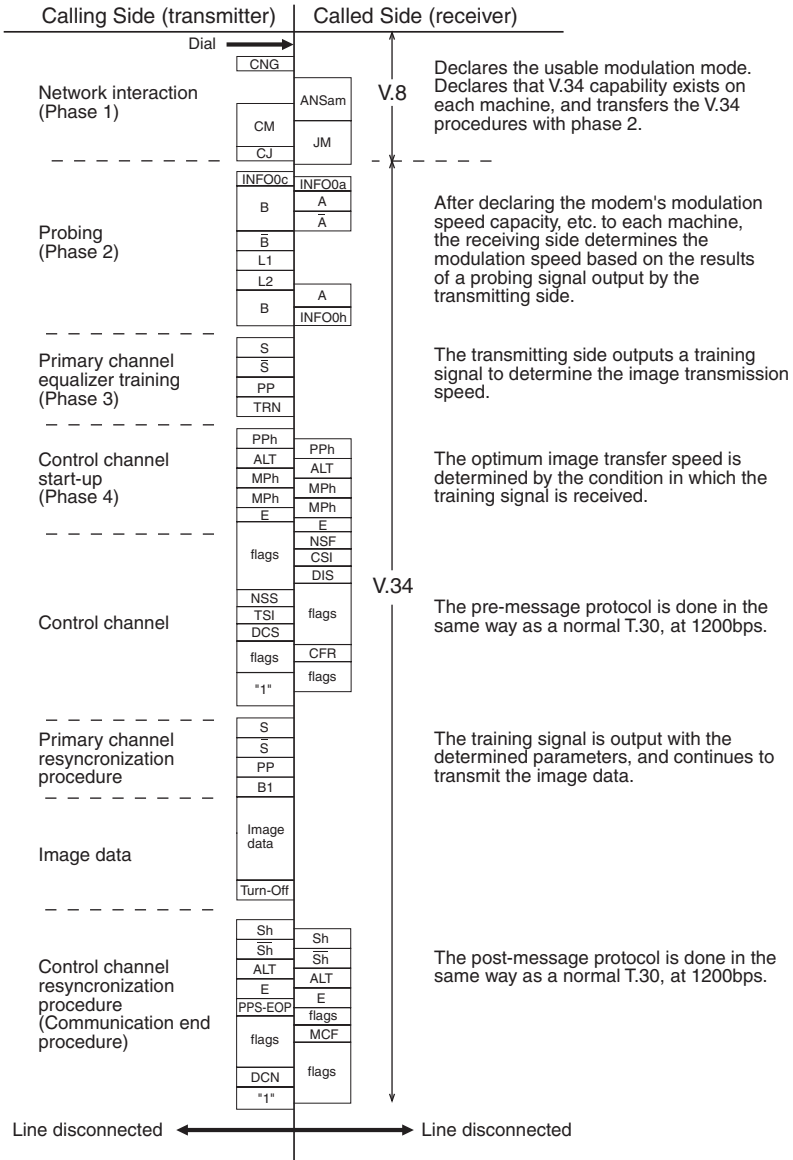 Calling Side (transmitter)
Called Side (receiver)
Dial
Network interaction
(Phase 1)
CNG
CM
CJ
ANSam
JM
V.8
Declares the usable modulation mode.
Declares that V.34 capability exists on
each machine, and transfers the V.34
procedures with phase 2.
Probing
(Phase 2)
INFO0c
B
B̅
L1
L2
B
INFO0a
A
A̅
A
INFO0h
After declaring the modem's modulation
speed capacity, etc. to each machine,
the receiving side determines the
modulation speed based on the results
of a probing signal output by the
transmitting side.
Primary channel
equalizer training
(Phase 3)
S
S̅
PP
TRN
The transmitting side outputs a training
signal to determine the image transmission
speed.
Control channel
start-up
(Phase 4)
PPh
ALT
MPh
MPh
E
PPh
ALT
MPh
MPh
E
The optimum image transfer speed is
determined by the condition in which the
training signal is received.
V.34
Control channel
flags
NSS
TSI
DCS
flags
"1"
NSF
CSI
DIS
flags
CFR
flags
The pre-message protocol is done in the
same way as a normal T.30, at 1200bps.
Primary channel
resyncronization
procedure
S
S̅
PP
B1
The training signal is output with the
determined parameters, and continues to
transmit the image data.
Image data
Image
data
Turn-Off
Control channel
resyncronization
procedure
(Communication end
procedure)
Sh
S̅h̅
ALT
E
PPS-EOP
flags
DCN
"1"
Sh
S̅h̅
ALT
E
flags
MCF
flags
The post-message protocol is done in the
same way as a normal T.30, at 1200bps.
Line disconnected
Line disconnected